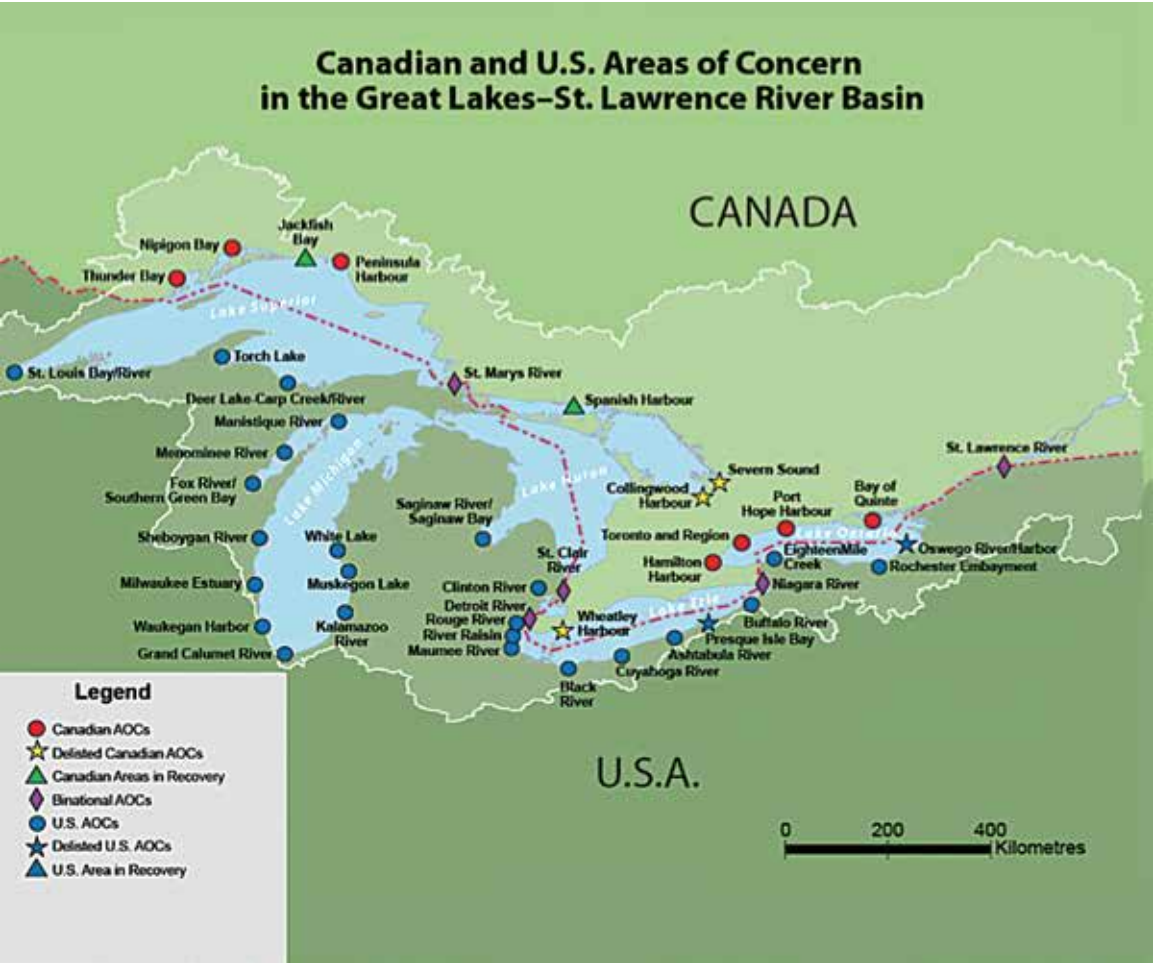 Canadian and U.S. Areas of Concern
in the Great Lakes–St. Lawrence River Basin
CANADA
Jackfish
Bay
Nipigon Bay
Peninsula
Harbour
Thunder Bay
Lake Superior
St. Louis Bay/River
Torch Lake
St. Marys River
Deer Lake-Carp Creek/River
Spanish Harbour
Manistique River
Menominee River
St. Lawrence River
Fox River/
Southern Green Bay
Lake Michigan
Lake Huron
Severn Sound
Collingwood
Harbour
Bay of
Quinte
Port
Hope Harbour
Saginaw River/
Saginaw Bay
Sheboygan River
White Lake
Toronto and Region
Lake Ontario
St. Clair
River
Hamilton
Harbour
EighteenMile
Creek
Oswego River/Harbor
Rochester Embayment
Milwaukee Estuary
Muskegon Lake
Clinton River
Niagara River
Detroit River
Lake Erie
Waukegan Harbor
Kalamazoo
River
Rouge River
River Raisin
Maumee River
Wheatley
Harbour
Buffalo River
Presque Isle Bay
Grand Calumet River
Ashtabula River
Cuyahoga River
Black
River
Legend
Canadian AOCs
Delisted Canadian AOCs
Canadian Areas in Recovery
Binational AOCs
U.S. AOCs
Delisted U.S. AOCs
U.S. Area in Recovery
U.S.A.
0 200 400
Kilometres